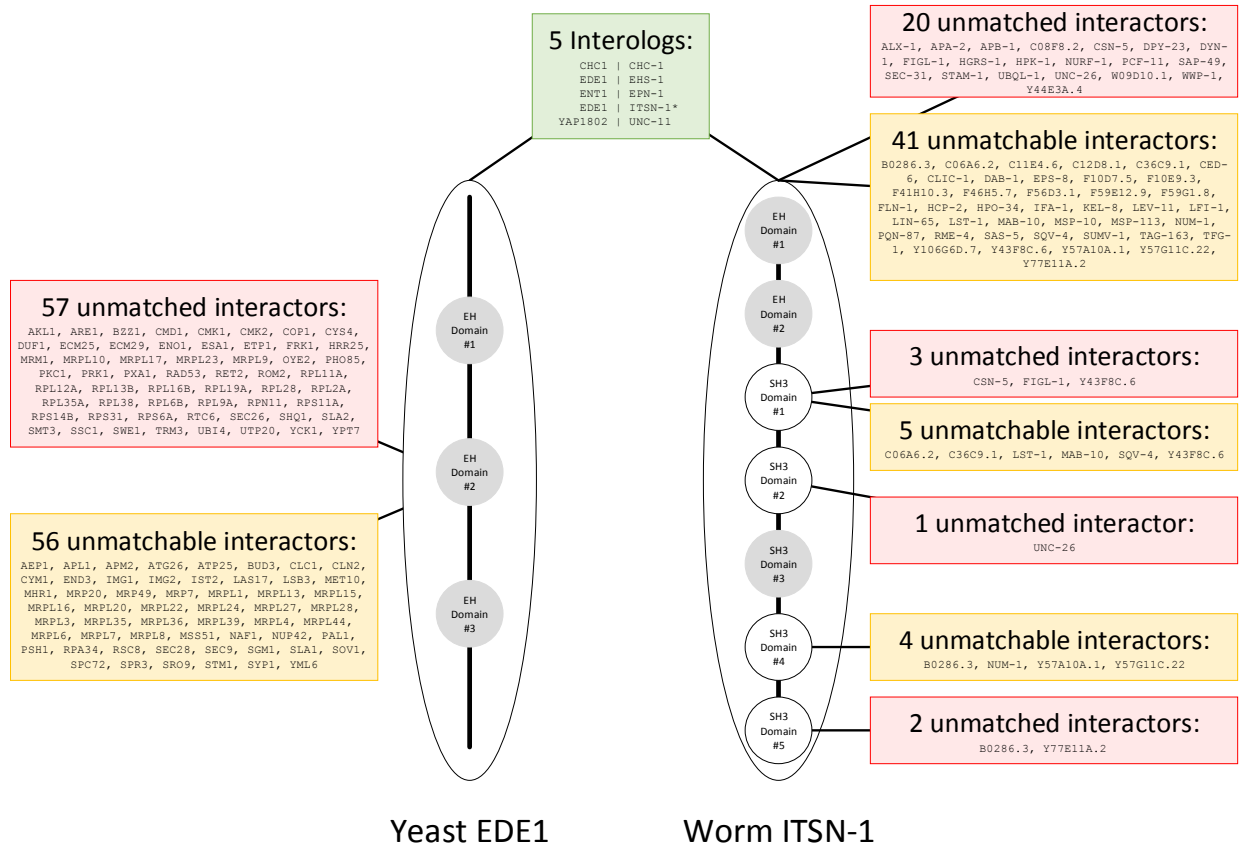 5 Interologs:
CHC1 | CHC-1
EDE1 | EHS-1
ENT1 | EPN-1
EDE1 | ITSN-1*
YAP1802 | UNC-11
20 unmatched interactors:
ALX-1, APA-2, APB-1, C08F8.2, CSN-5, DPY-23, DYN-
1, FIGL-1, HGRS-1, HPK-1, NURF-1, PCF-11, SAP-49,
SEC-31, STAM-1, UBQL-1, UNC-26, W09D10.1, WWP-1,
Y44E3A.4
41 unmatchable interactors:
B0286.3, C06A6.2, C11E4.6, C12D8.1, C36C9.1, CED-
6, CLIC-1, DAB-1, EPS-8, F10D7.5, F10E9.3,
F41H10.3, F46H5.7, F56D3.1, F59E12.9, F59G1.8,
FLN-1, HCP-2, HPO-34, IFA-1, KEL-8, LEV-11, LFI-1,
LIN-65, LST-1, MAB-10, MSP-10, MSP-113, NUM-1,
PQN-87, RME-4, SAS-5, SQV-4, SUMV-1, TAG-163, TFG-
1, Y106G6D.7, Y43F8C.6, Y57A10A.1, Y57G11C.22,
Y77E11A.2
57 unmatched interactors:
AKL1, ARE1, BZZ1, CMD1, CMK1, CMK2, COP1, CYS4,
DUF1, ECM25, ECM29, ENO1, ESA1, ETP1, FRK1, HRR25,
MRM1, MRPL10, MRPL17, MRPL23, MRPL9, OYE2, PHO85,
PKC1, PRK1, PXA1, RAD53, RET2, ROM2, RPL11A,
RPL12A, RPL13B, RPL16B, RPL19A, RPL28, RPL2A,
RPL35A, RPL38, RPL6B, RPL9A, RPN11, RPS11A,
RPS14B, RPS31, RPS6A, RTC6, SEC26, SHQ1, SLA2,
SMT3, SSC1, SWE1, TRM3, UBI4, UTP20, YCK1, YPT7
56 unmatchable interactors:
AEP1, APL1, APM2, ATG26, ATP25, BUD3, CLC1, CLN2,
CYM1, END3, IMG1, IMG2, IST2, LAS17, LSB3, MET10,
MHR1, MRP20, MRP49, MRP7, MRPL1, MRPL13, MRPL15,
MRPL16, MRPL20, MRPL22, MRPL24, MRPL27, MRPL28,
MRPL3, MRPL35, MRPL36, MRPL39, MRPL4, MRPL44,
MRPL6, MRPL7, MRPL8, MSS51, NAF1, NUP42, PAL1,
PSH1, RPA34, RSC8, SEC28, SEC9, SGM1, SLA1, SOV1,
SPC72, SPR3, SRO9, STM1, SYP1, YML6
EH
Domain
#1
EH
Domain
#2
EH
Domain
#3
EH
Domain
#1
EH
Domain
#2
SH3
Domain
#1
SH3
Domain
#2
SH3
Domain
#3
SH3
Domain
#4
SH3
Domain
#5
3 unmatched interactors:
CSN-5, FIGL-1, Y43F8C.6
5 unmatchable interactors:
C06A6.2, C36C9.1, LST-1, MAB-10, SQV-4, Y43F8C.6
1 unmatched interactor:
UNC-26
4 unmatchable interactors:
B0286.3, NUM-1, Y57A10A.1, Y57G11C.22
2 unmatched interactors:
B0286.3, Y77E11A.2
Yeast EDE1
Worm ITSN-1